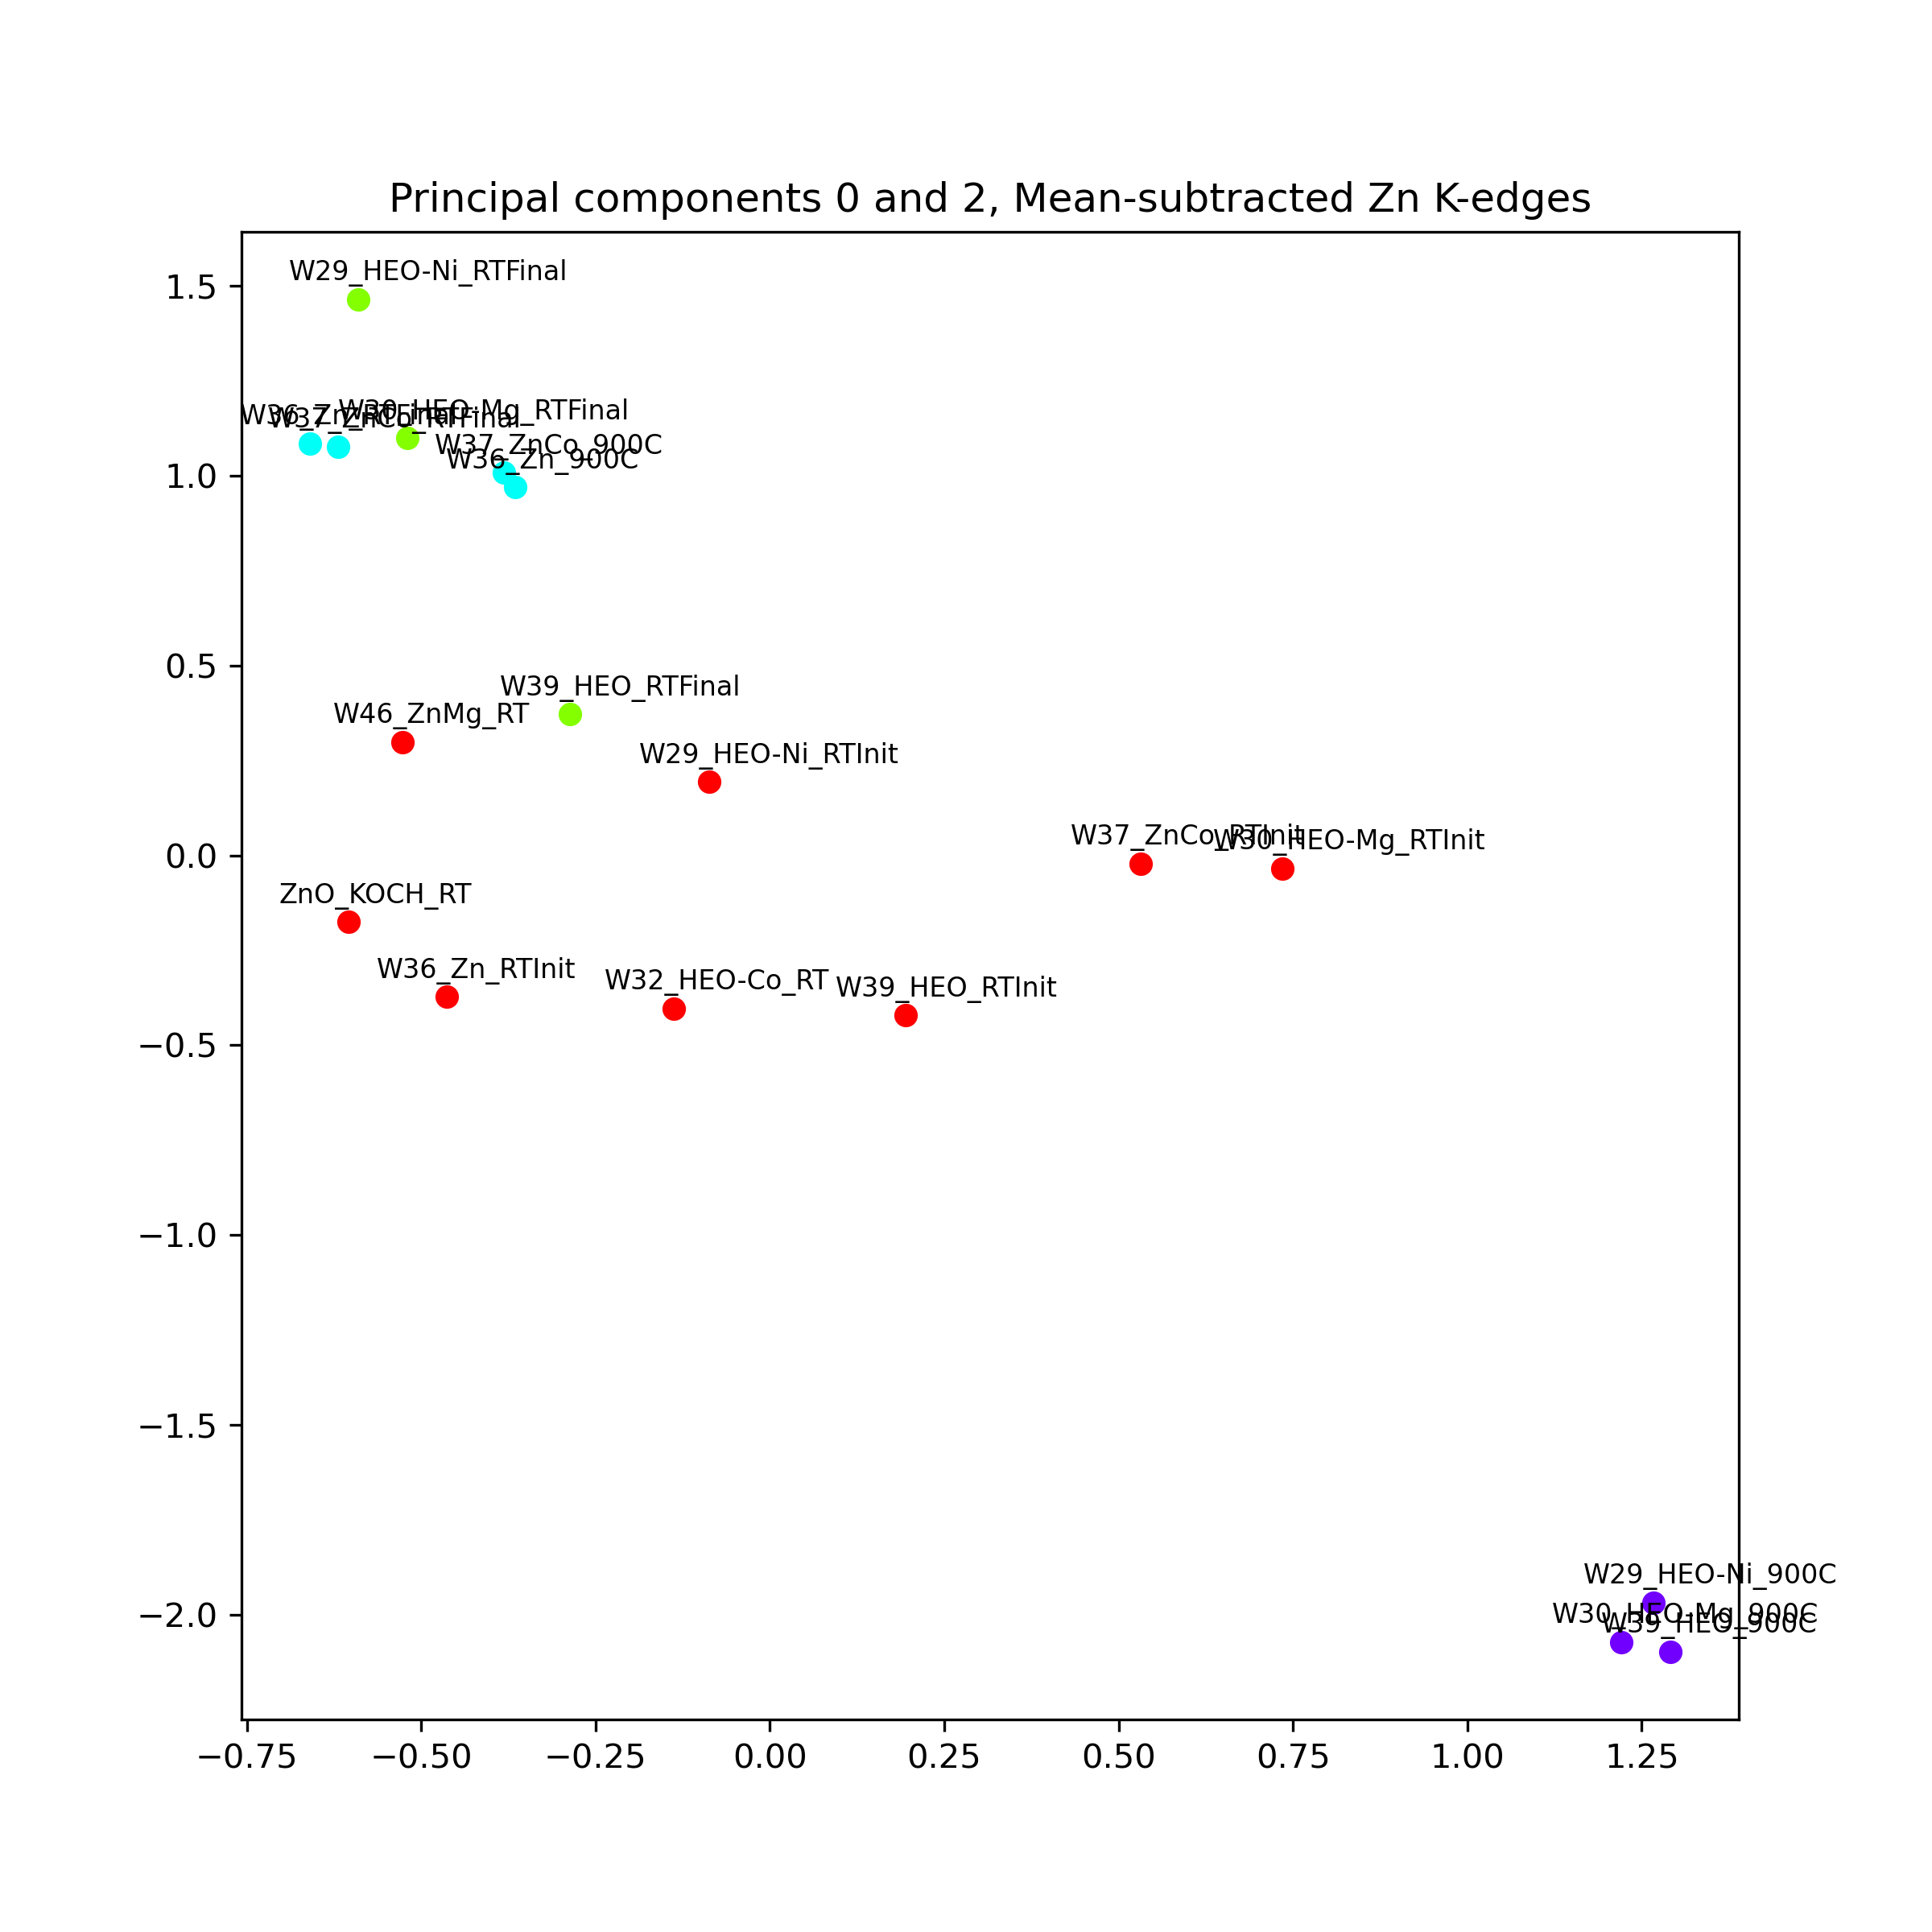 Principal components 0 and 2, Mean-subtracted Zn K-edges
1.5
1.0
0.5
0.0
−0.5
−1.0
−1.5
−2.0
W29_HEO-Ni_RTFinal
W36_Zn_RTFinal
W37_ZnCo_RTFinal
W30_HEO-Mg_RTFinal
W37_ZnCo_900C
W36_Zn_900C
W39_HEO_RTFinal
W46_ZnMg_RT
W29_HEO-Ni_RTInit
W37_ZnCo_RTInit
W30_HEO-Mg_RTInit
ZnO_KOCH_RT
W36_Zn_RTInit
W32_HEO-Co_RT
W39_HEO_RTInit
W29_HEO-Ni_900C
W30_HEO-Mg_900C
W39_HEO_900C
−0.75
−0.50
−0.25
0.00
0.25
0.50
0.75
1.00
1.25